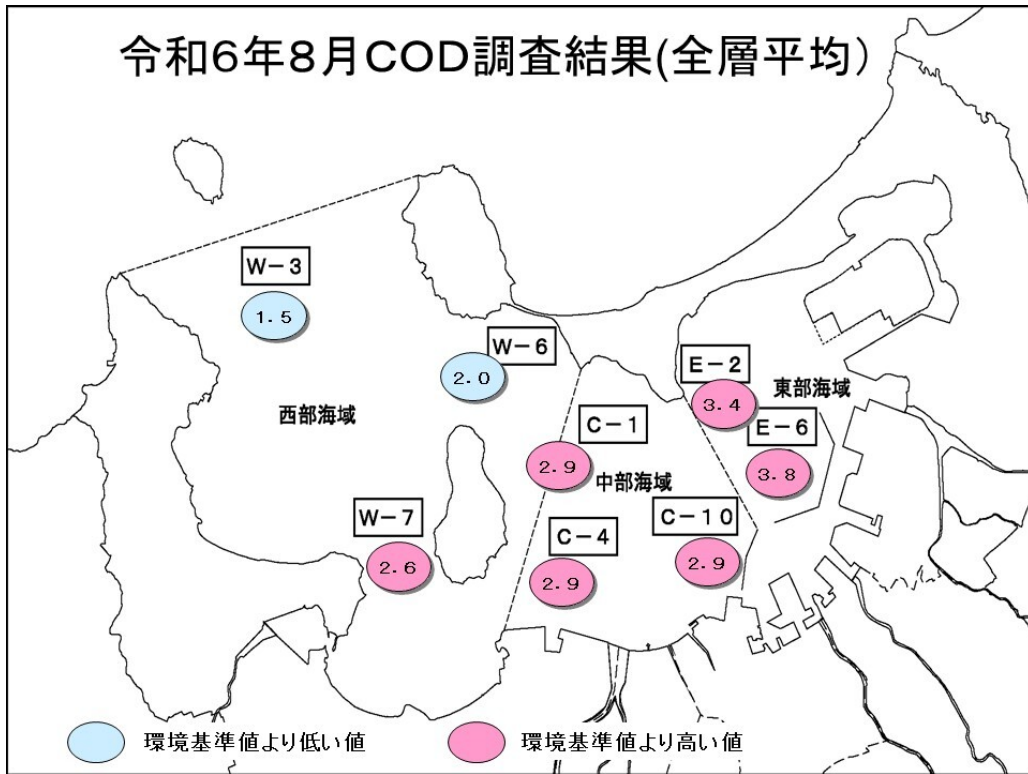 令和6年8月COD調査結果(全層平均)
W-3
1.5
W-6
2.0
E-2
3.4
東部海域
西部海域
C-1
2.9
E-6
3.8
中部海域
W-7
2.6
C-4
2.9
C-10
2.9
環境基準値より低い値
環境基準値より高い値